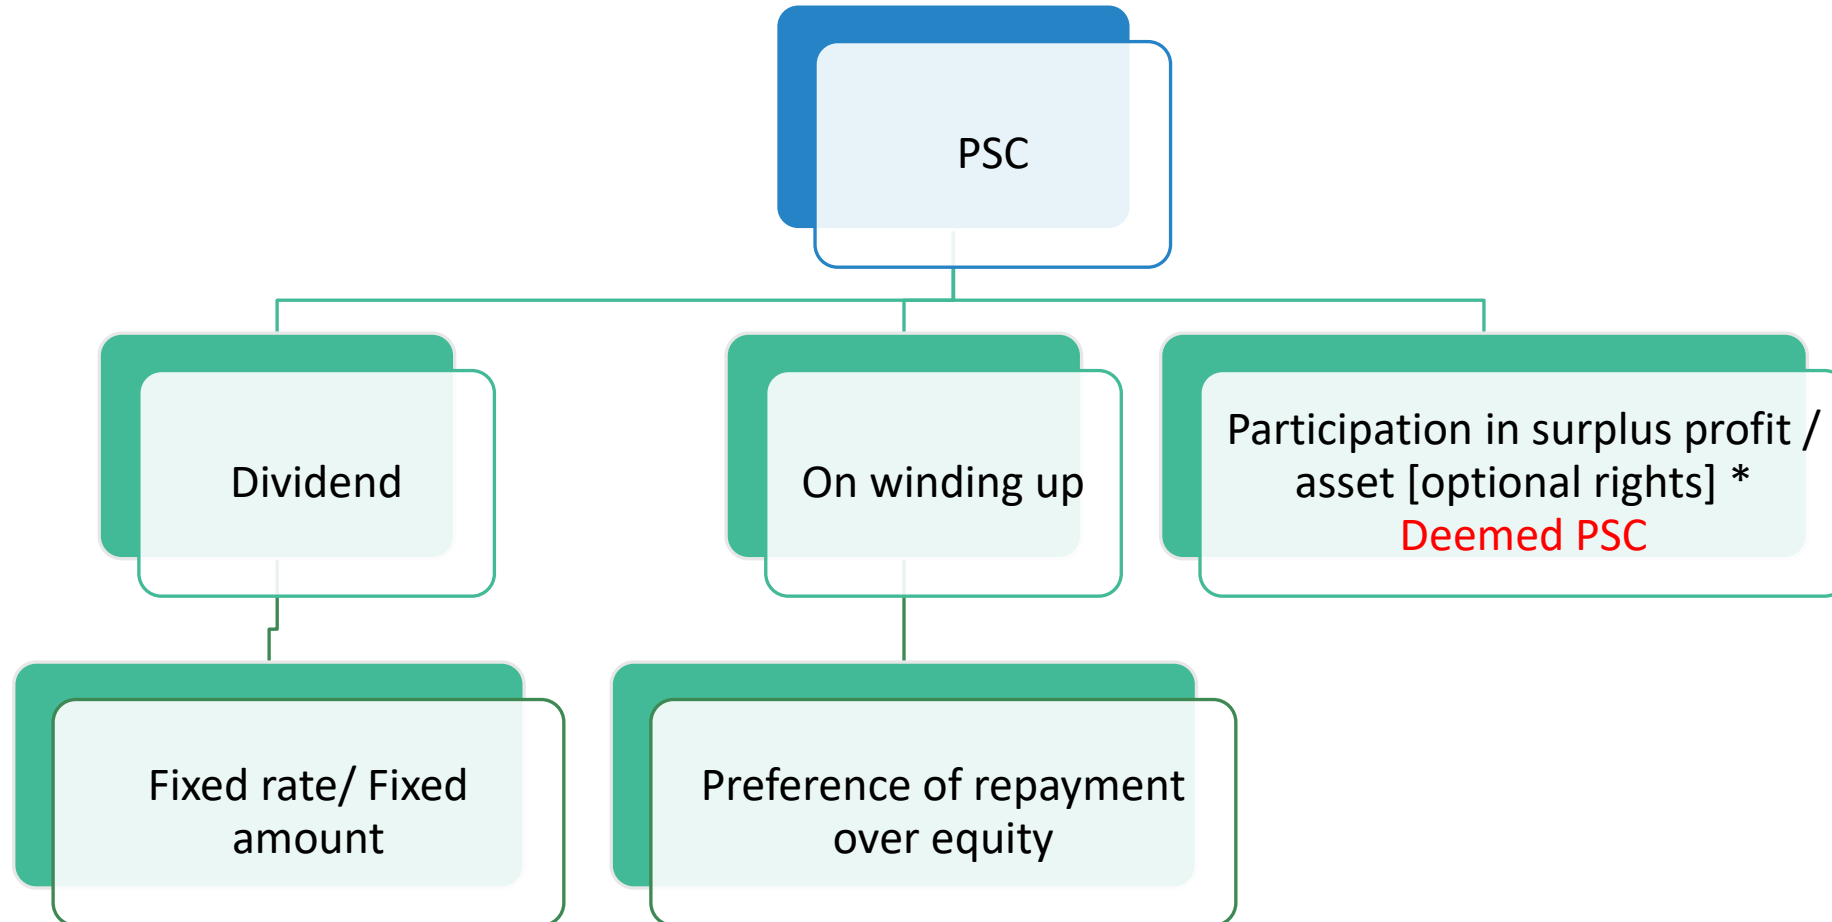 PSC
Dividend
On winding up
Participation in surplus profit /
asset [optional rights] *
Deemed PSC
Fixed rate/ Fixed
amount
Preference of repayment
over equity